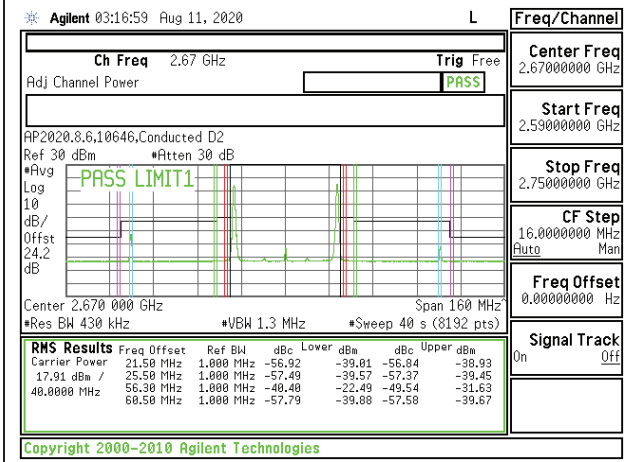 Agilent 03:16:59 Aug 11, 2020 L
Freq/Channel
Ch Freq 2.67 GHz Trig Free
Adj Channel Power PASS
Center Freq
2.67000000 GHz
Start Freq
2.59000000 GHz
Stop Freq
2.75000000 GHz
CF Step
16.0000000 MHz
Auto Man
Freq Offset
0.00000000 Hz
Signal Track
On Off
AP2020.8.6,10646,Conducted D2
Ref 30 dBm #Atten 30 dB
#Avg
Log
10
dB/
Offst
24.2
dB
PASS LIMIT1
Center 2.670 000 GHz Span 160 MHz^
#Res BW 430 kHz #VBW 1.3 MHz #Sweep 40 s (8192 pts)
RMS Results Freq Offset Ref BW dBc Lower dBm dBc Upper dBm
Carrier Power 21.50 MHz 1.000 MHz -56.92 -39.01 -56.84 -38.93
17.91 dBm / 25.50 MHz 1.000 MHz -57.49 -39.57 -57.37 -39.45
40.0000 MHz 56.30 MHz 1.000 MHz -40.40 -22.49 -49.54 -31.63
60.50 MHz 1.000 MHz -57.79 -39.88 -57.58 -39.67
Copyright 2000-2010 Agilent Technologies